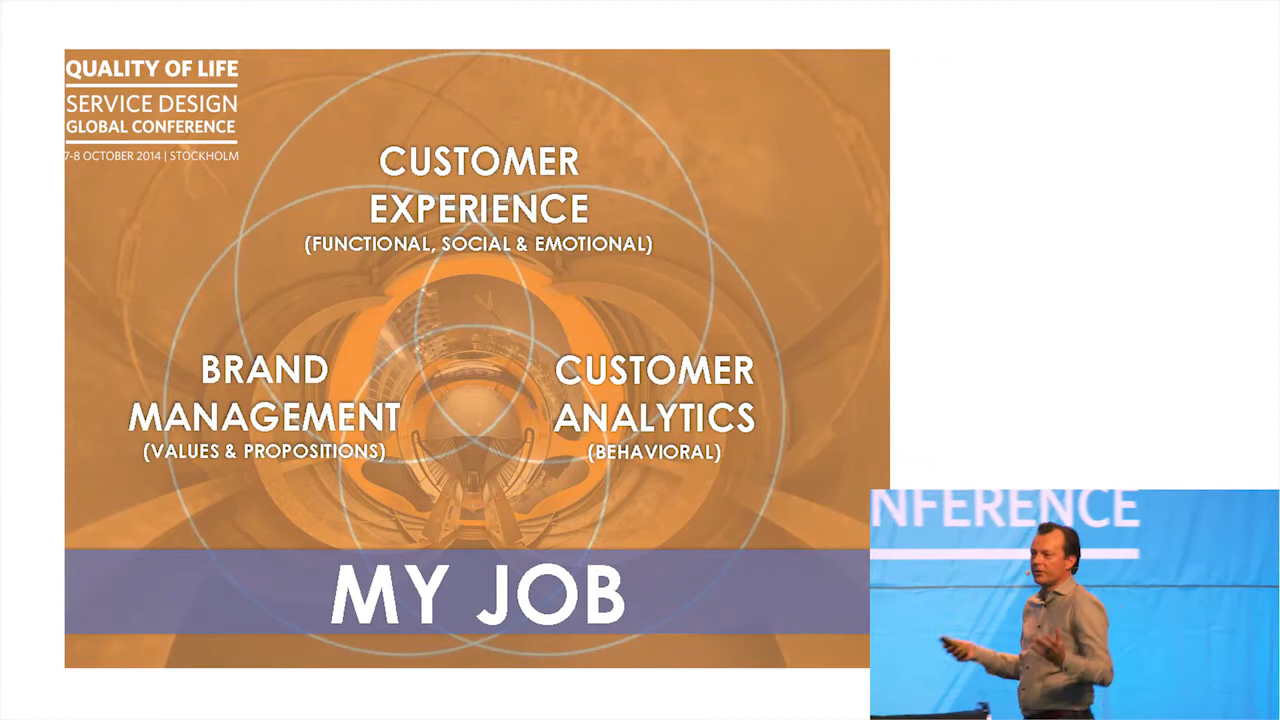 QUALITY OF LIFE
SERVICE DESIGN
GLOBAL CONFERENCE
7-8 OCTOBER 2014 | STOCKHOLM
CUSTOMER
EXPERIENCE
(FUNCTIONAL, SOCIAL & EMOTIONAL)
BRAND
MANAGEMENT
(VALUES & PROPOSITIONS)
CUSTOMER
ANALYTICS
(BEHAVIORAL)
MY JOB
NFERENCE